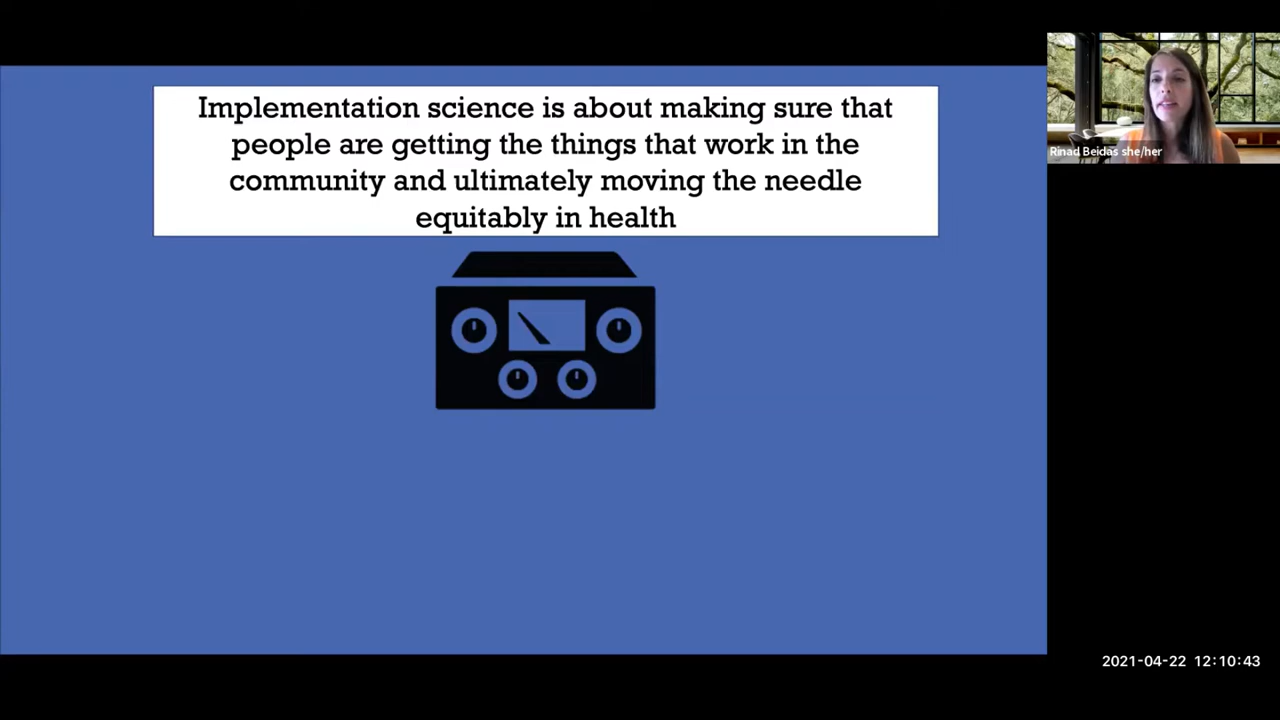 Implementation science is about making sure that
people are getting the things that work in the
community and ultimately moving the needle
equitably in health
Rinad Beidas she/her
2021-04-22 12:10:43